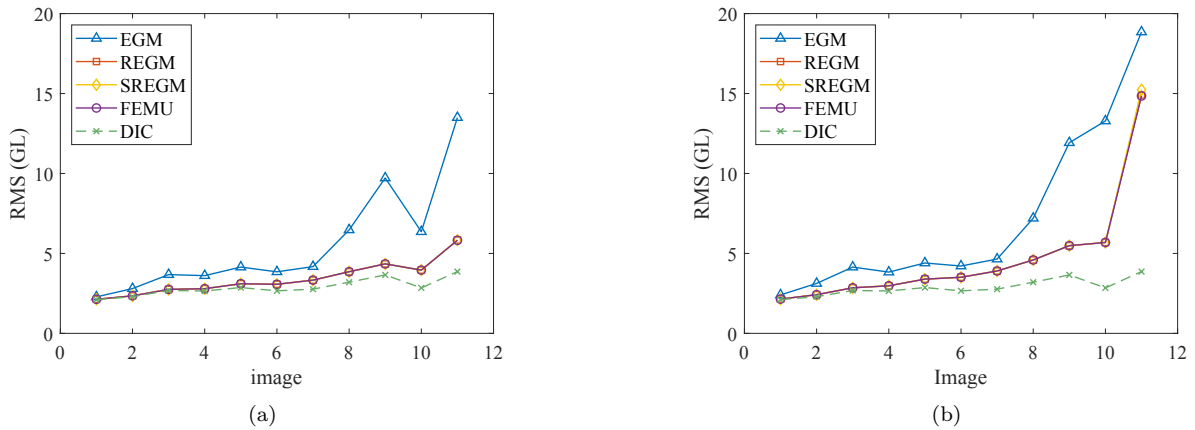 20
15
10
5
0
RMS (GL)
EGM
REGM
SREGM
FEMU
DIC
0 2 4 6 8 10 12
image
(a)
20
15
10
5
0
RMS (GL)
EGM
REGM
SREGM
FEMU
DIC
0 2 4 6 8 10 12
Image
(b)